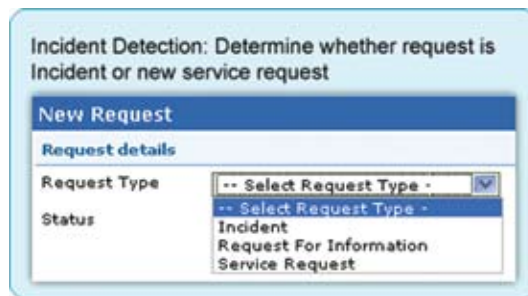 Incident Detection: Determine whether request is
Incident or new service request
New Request
Request details
Request Type
-- Select Request Type -
Status
-- Select Request Type -
Incident
Request For Information
Service Request